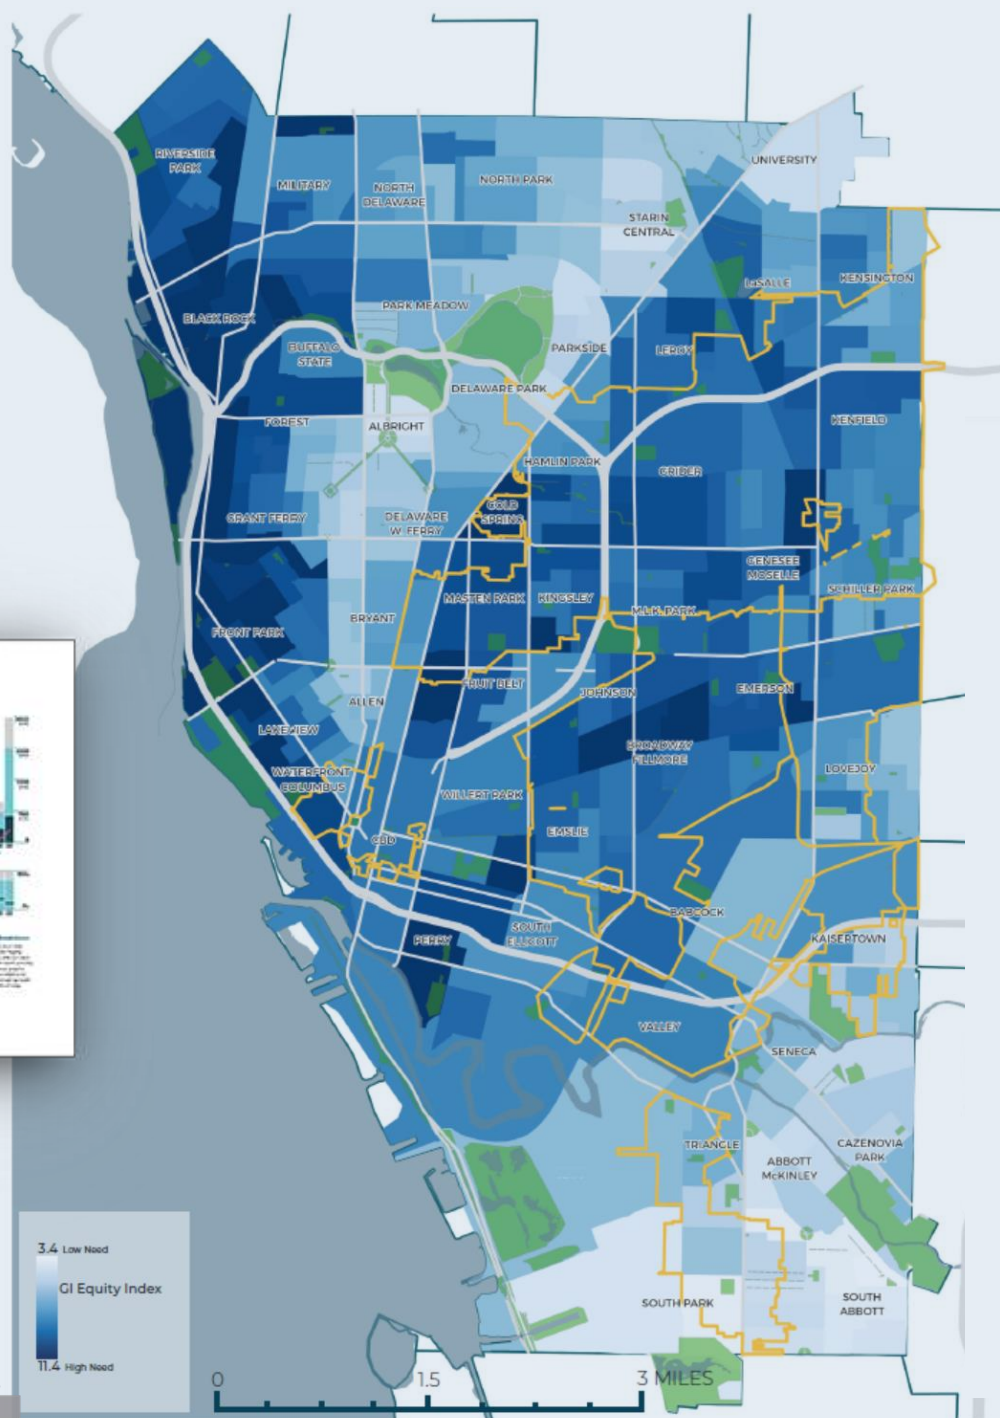 RIVERSIDE
PARK
MILITARY
NORTH
DELAWARE
NORTH PARK
UNIVERSITY
STARIN
CENTRAL
LaSALLE
KENSINGTON
BLACK ROCK
PARK MEADOW
BUFFALO
STATE
PARKSIDE
LEROY
DELAWARE PARK
FOREST
ALBRIGHT
KENFIELD
HAMLIN PARK
GRIDER
GRANT FERRY
DELAWARE
W. FERRY
COLD
SPRING
GENESEE
MOSELLE
SCHILLER PARK
MASTEN PARK
KINGSLEY
M.L.K. PARK
BRYANT
FRONT PARK
FRUIT BELT
JOHNSON
EMERSON
ALLEN
LAKEVIEW
BROADWAY
FILLMORE
LOVEJOY
WATERFRONT
COLUMBUS
WILLERT PARK
CBD
EMSLIE
BABCOCK
PERRY
SOUTH
ELLICOTT
KAISERTOWN
VALLEY
SENECA
TRIANGLE
CAZENOVIA
PARK
ABBOTT
McKINLEY
SOUTH PARK
SOUTH
ABBOTT
3.4 Low Need
GI Equity Index
11.4 High Need
0 1.5 3 MILES